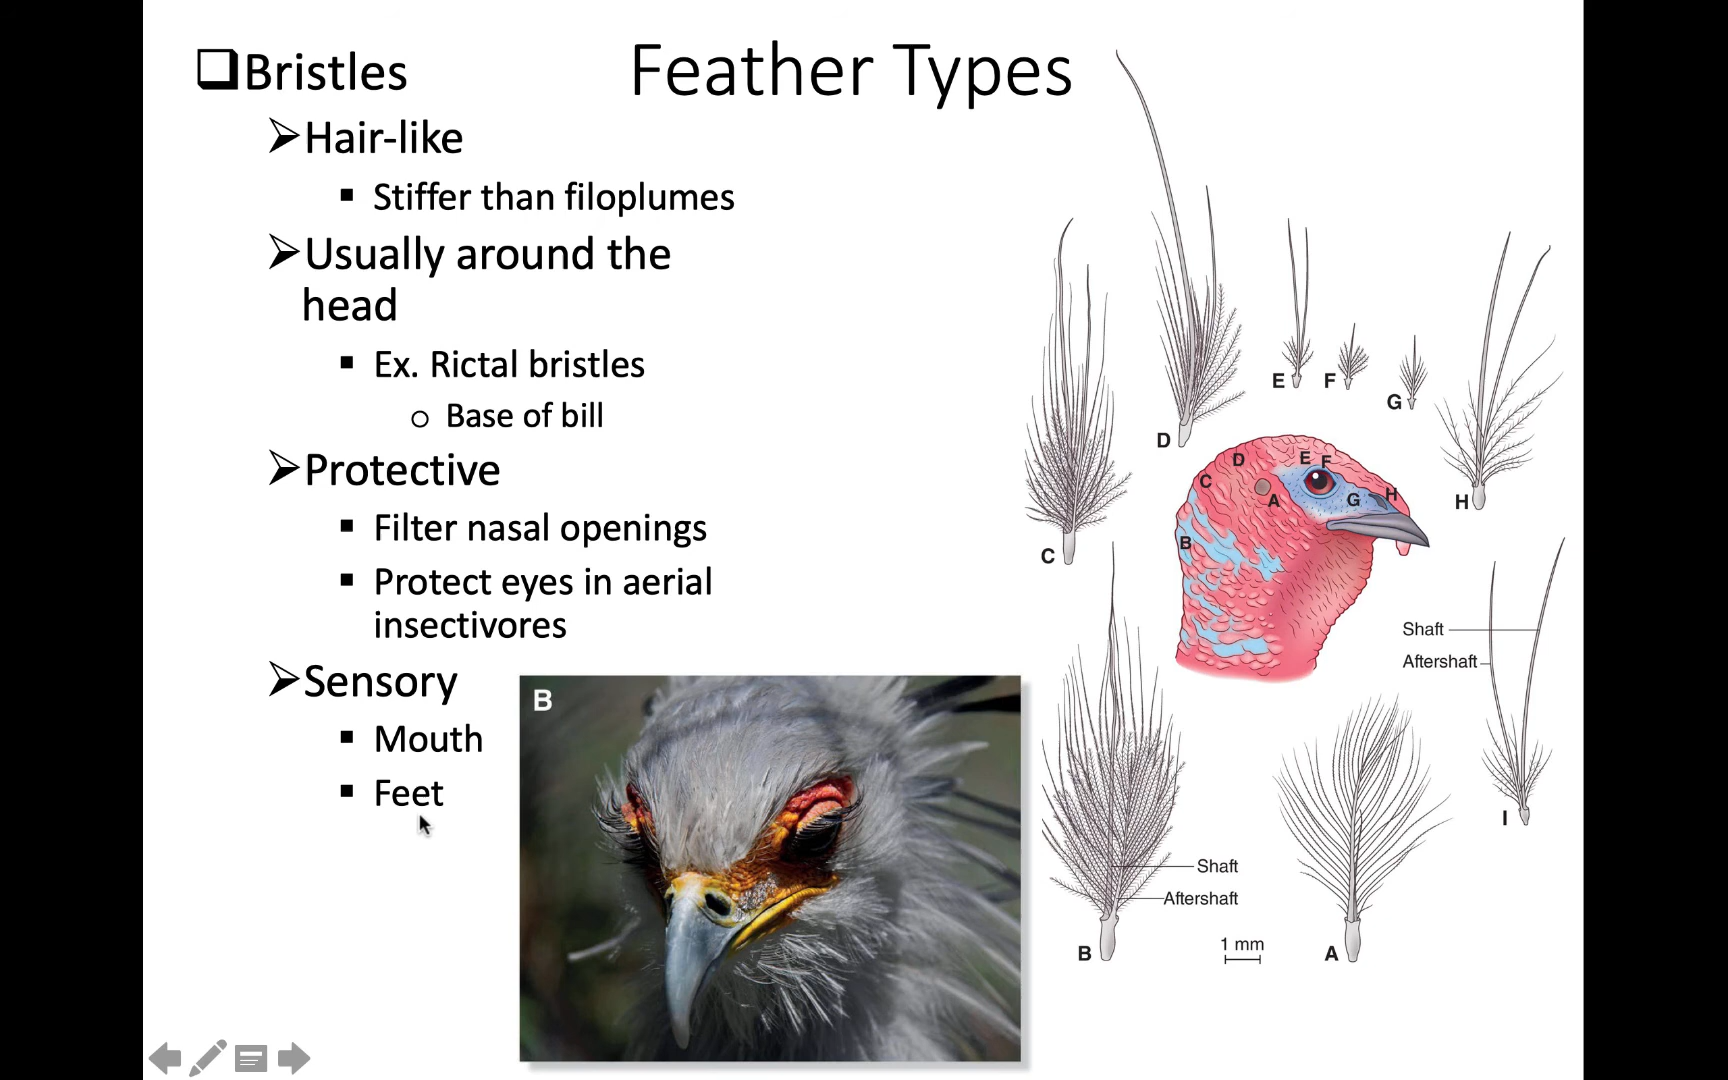 Feather Types
Bristles
Hair-like
Stiffer than filoplumes
Usually around the
head
Ex. Rictal bristles
Base of bill
Protective
Filter nasal openings
Protect eyes in aerial
insectivores
Sensory
Mouth
Feet
B
C
D
E
F
G
H
D
E
F
C
A
G
H
B
Shaft
Aftershaft
I
Shaft
Aftershaft
B
1 mm
A